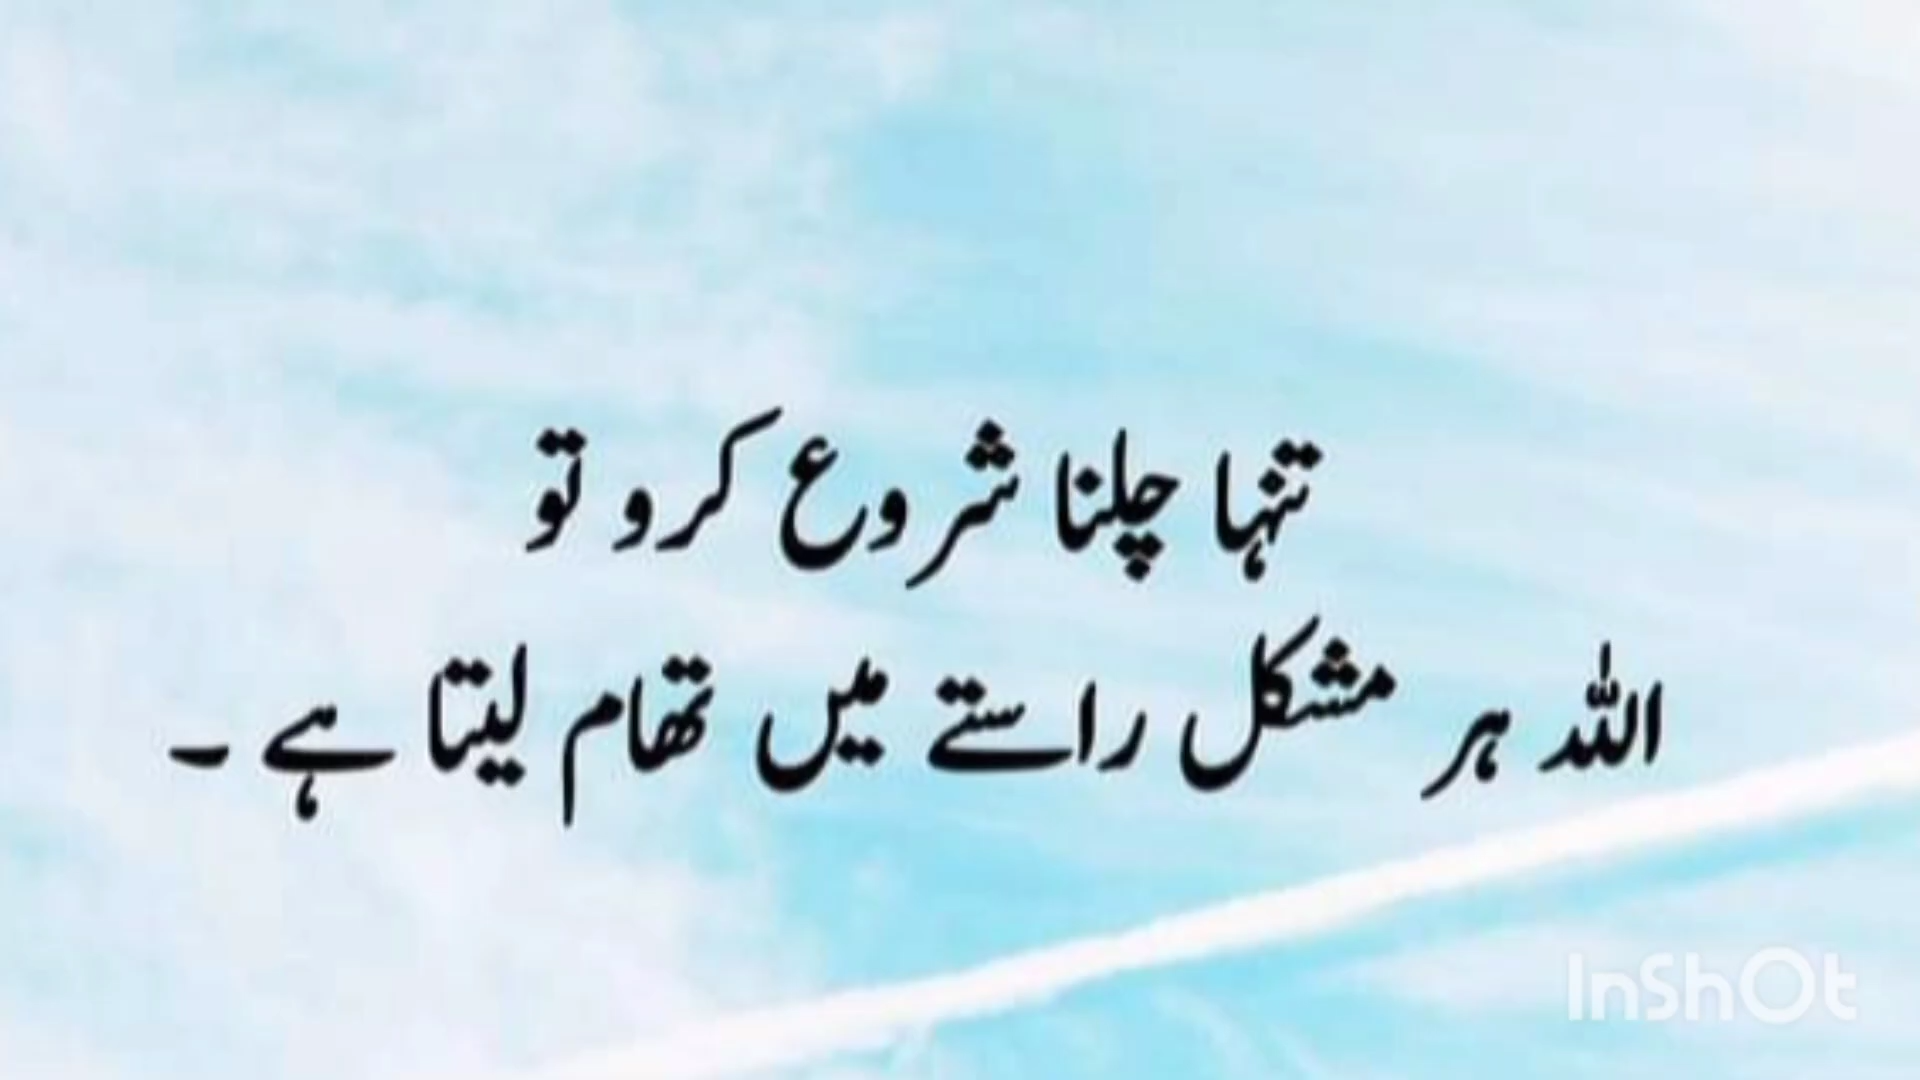 تنہا چلنا شروع کرو تو
اللہ ہر مشکل راستے میں تھام لیتا ہے ۔
InShOt